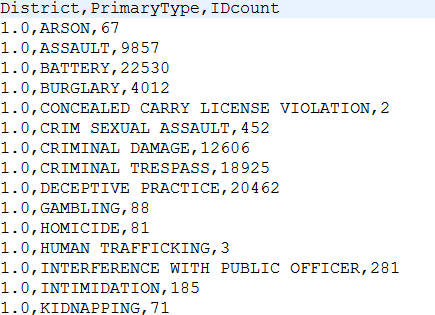 District,PrimaryType,IDcount
1.0,ARSON,67
1.0,ASSAULT,9857
1.0,BATTERY,22530
1.0,BURGLARY,4012
1.0,CONCEALED CARRY LICENSE VIOLATION,2
1.0,CRIM SEXUAL ASSAULT,452
1.0,CRIMINAL DAMAGE,12606
1.0,CRIMINAL TRESPASS,18925
1.0,DECEPTIVE PRACTICE,20462
1.0,GAMBLING,88
1.0,HOMICIDE,81
1.0,HUMAN TRAFFICKING,3
1.0,INTERFERENCE WITH PUBLIC OFFICER,281
1.0,INTIMIDATION,185
1.0,KIDNAPPING,71